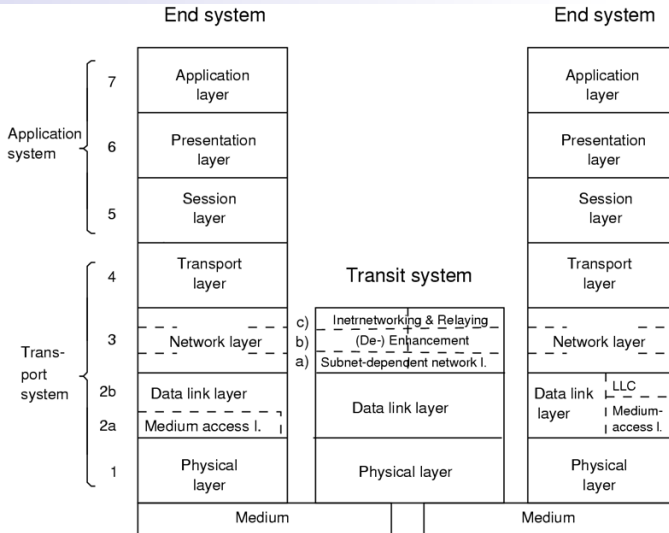 End system
End system
7
Application
layer
Application
layer
Application
system
6
Presentation
layer
Presentation
layer
5
Session
layer
Session
layer
4
Transport
layer
Transit system
Transport
layer
Trans-
port
system
3
Network layer
c)
Inetrnetworking & Relaying
b)
(De-) Enhancement
a)
Subnet-dependent network l.
Network layer
2b
Data link layer
2a
Medium access l.
Data link layer
Data link
layer
LLC
Medium-
access l.
1
Physical
layer
Physical layer
Physical
layer
Medium
Medium